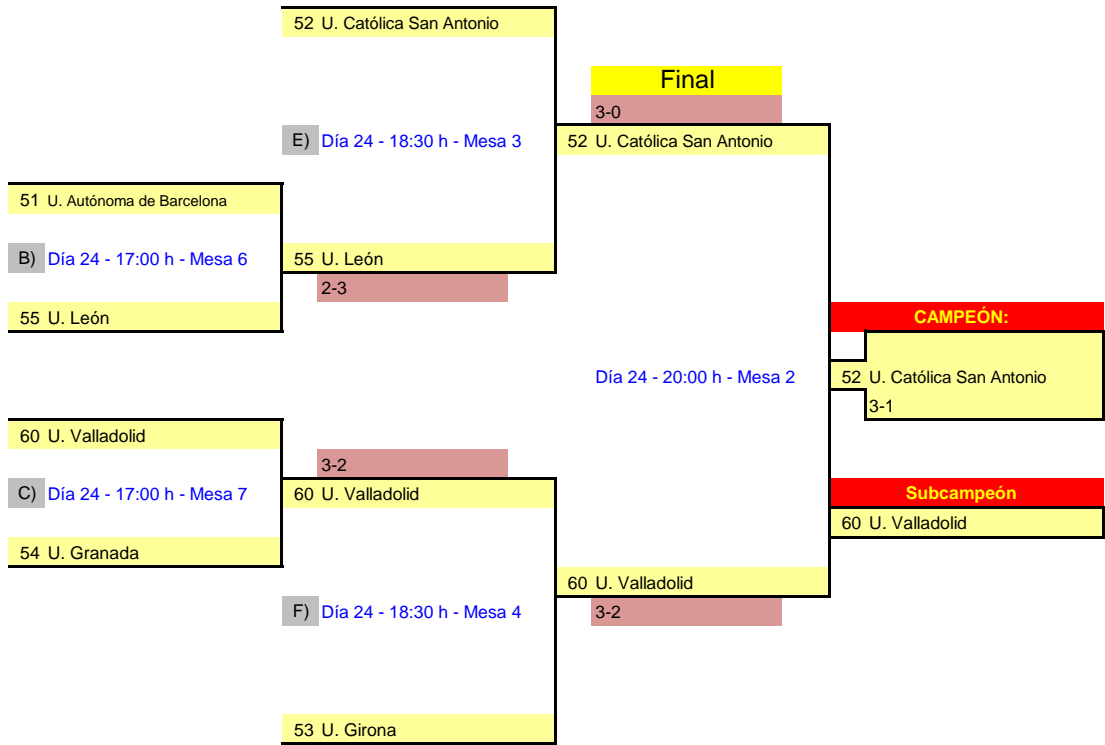 52 U. Católica San Antonio
Final
3-0
E) Día 24 - 18:30 h - Mesa 3
52 U. Católica San Antonio
51 U. Autónoma de Barcelona
B) Día 24 - 17:00 h - Mesa 6
55 U. León
2-3
55 U. León
CAMPEÓN:
Día 24 - 20:00 h - Mesa 2
52 U. Católica San Antonio
3-1
60 U. Valladolid
3-2
C) Día 24 - 17:00 h - Mesa 7
60 U. Valladolid
Subcampeón
60 U. Valladolid
54 U. Granada
60 U. Valladolid
F) Día 24 - 18:30 h - Mesa 4
3-2
53 U. Girona